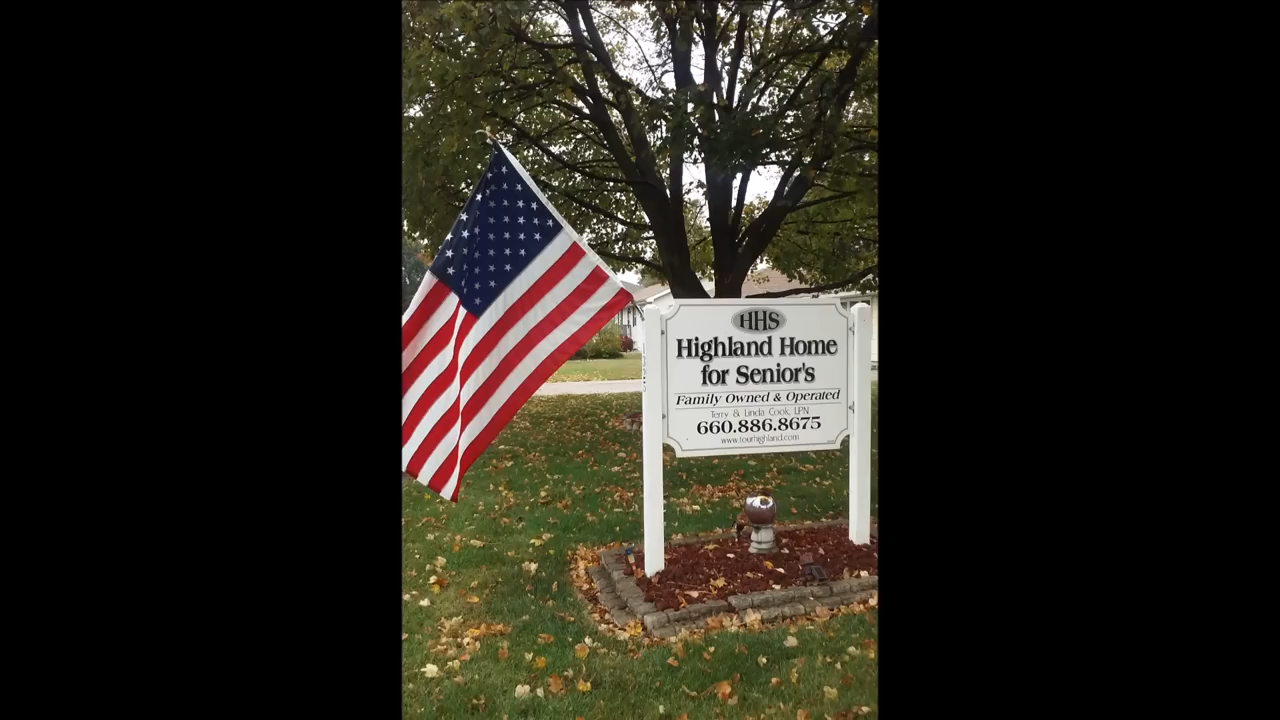 HHS
Highland Home
for Senior's
Family Owned & Operated
Terry & Linda Cook, LPN
660.886.8675
www.tourhighland.com